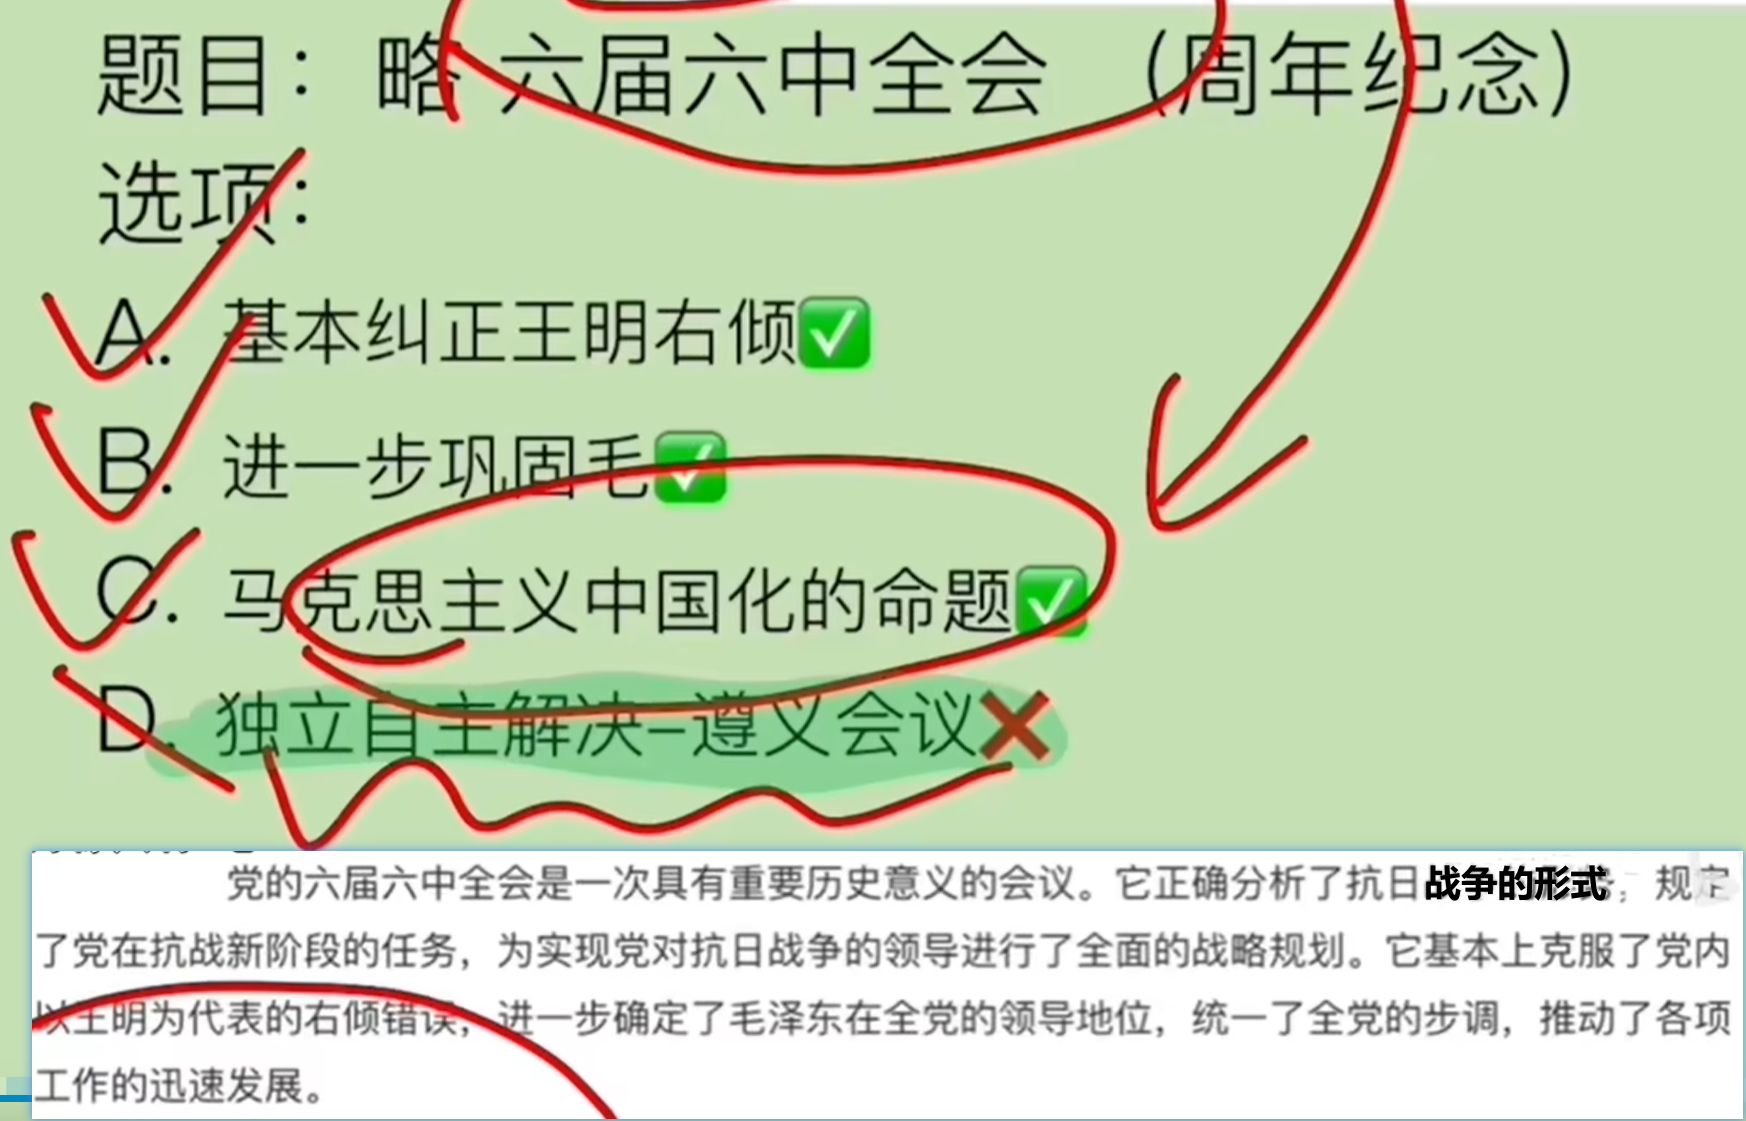 题目：略 六届六中全会 （周年纪念）
选项：
A. 基本纠正王明右倾✅
B. 进一步巩固毛✅
C. 马克思主义中国化的命题✅
D. 独立自主解决–遵义会议❌
党的六届六中全会是一次具有重要历史意义的会议。它正确分析了抗日战争的形式；规定
了党在抗战新阶段的任务，为实现党对抗日战争的领导进行了全面的战略规划。它基本上克服了党内
以王明为代表的右倾错误，进一步确定了毛泽东在全党的领导地位，统一了全党的步调，推动了各项
工作的迅速发展。